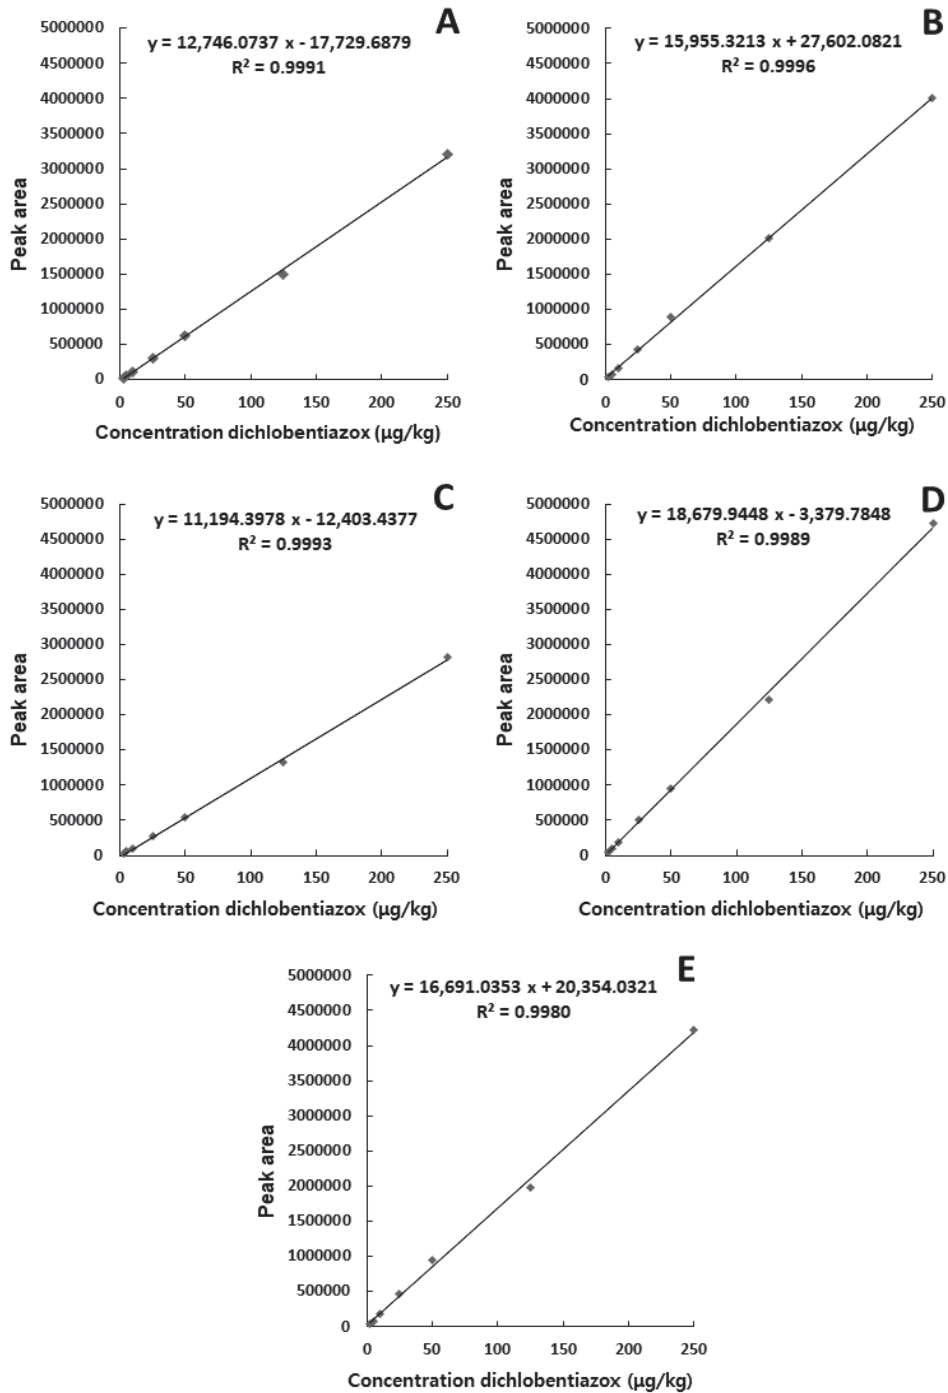 A
y = 12,746.0737 x - 17,729.6879
R² = 0.9991
5000000
4500000
4000000
3500000
3000000
2500000
2000000
1500000
1000000
500000
0
Peak area
0 50 100 150 200 250
Concentration dichlobentiazox (µg/kg)
B
y = 15,955.3213 x + 27,602.0821
R² = 0.9996
5000000
4500000
4000000
3500000
3000000
2500000
2000000
1500000
1000000
500000
0
Peak area
0 50 100 150 200 250
Concentration dichlobentiazox (µg/kg)
C
y = 11,194.3978 x - 12,403.4377
R² = 0.9993
5000000
4500000
4000000
3500000
3000000
2500000
2000000
1500000
1000000
500000
0
Peak area
0 50 100 150 200 250
Concentration dichlobentiazox (µg/kg)
D
y = 18,679.9448 x - 3,379.7848
R² = 0.9989
5000000
4500000
4000000
3500000
3000000
2500000
2000000
1500000
1000000
500000
0
Peak area
0 50 100 150 200 250
Concentration dichlobentiazox (µg/kg)
E
y = 16,691.0353 x + 20,354.0321
R² = 0.9980
5000000
4500000
4000000
3500000
3000000
2500000
2000000
1500000
1000000
500000
0
Peak area
0 50 100 150 200 250
Concentration dichlobentiazox (µg/kg)